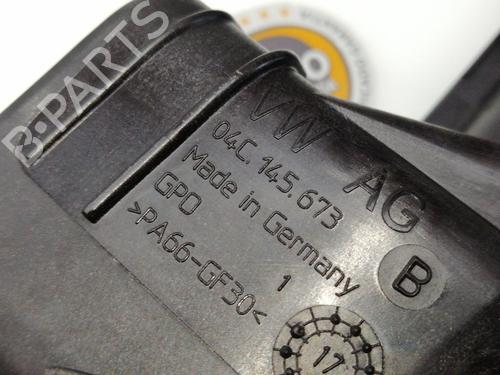 B-PARTS
VW AG
04C.145.673
Made in Germany
GPO 1
>PA66-GF30<
B
17